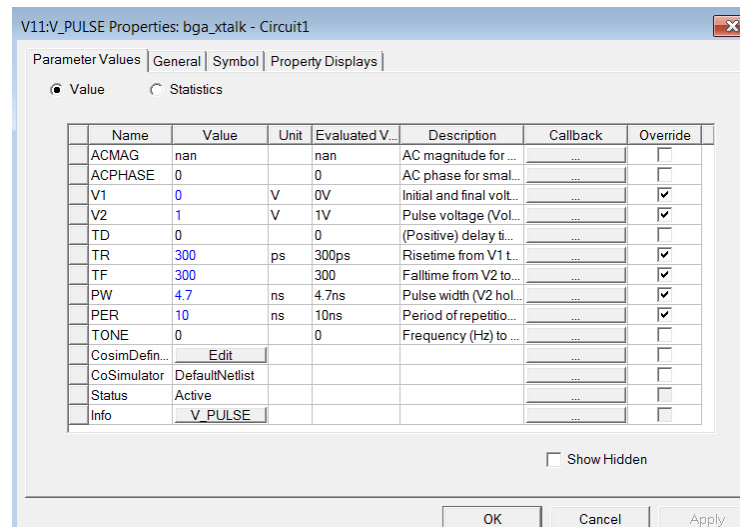 V11:V_PULSE Properties: bga_xtalk - Circuit1
Parameter Values General Symbol Property Displays
Value Statistics
Name Value Unit Evaluated V... Description Callback Override
ACMAG nan nan AC magnitude for ... ...
ACPHASE 0 0 AC phase for smal... ...
V1 0 V 0V Initial and final volt... ...
V2 1 V 1V Pulse voltage (Vol... ...
TD 0 0 (Positive) delay ti... ...
TR 300 ps 300ps Risetime from V1 t... ...
TF 300 300 Falltime from V2 to... ...
PW 4.7 ns 4.7ns Pulse width (V2 hol... ...
PER 10 ns 10ns Period of repetitio... ...
TONE 0 0 Frequency (Hz) to ... ...
CosimDefin... Edit ...
CoSimulator DefaultNetlist ...
Status Active ...
Info V_PULSE ...
Show Hidden
OK Cancel Apply